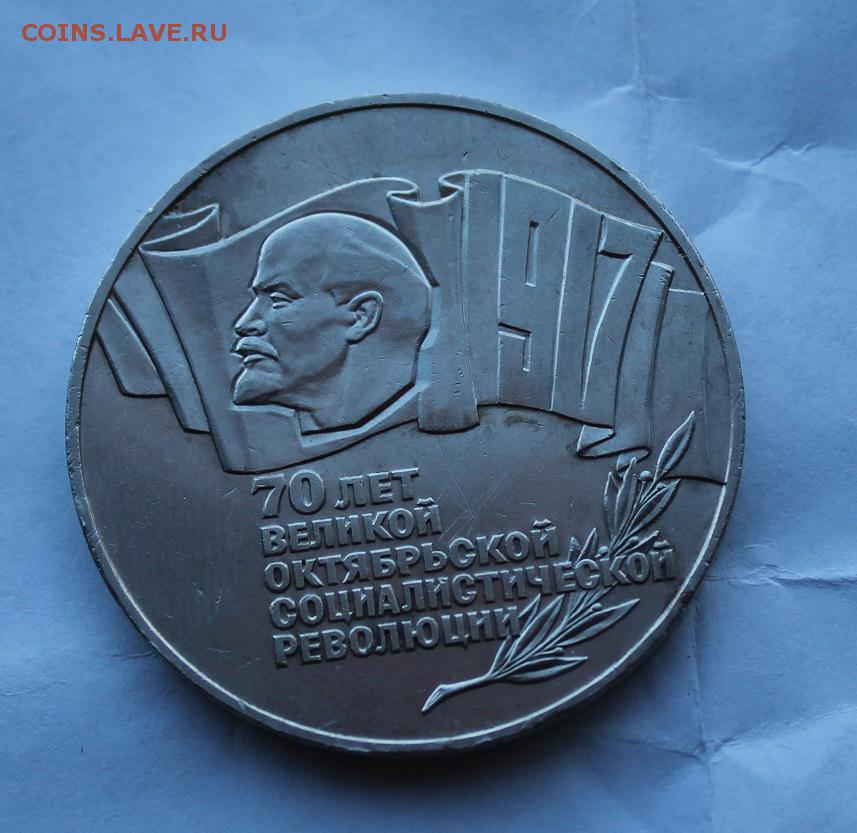 COINS.LAVE.RU
1917
70 ЛЕТ
ВЕЛИКОЙ
ОКТЯБРЬСКОЙ
СОЦИАЛИСТИЧЕСКОЙ
РЕВОЛЮЦИИ